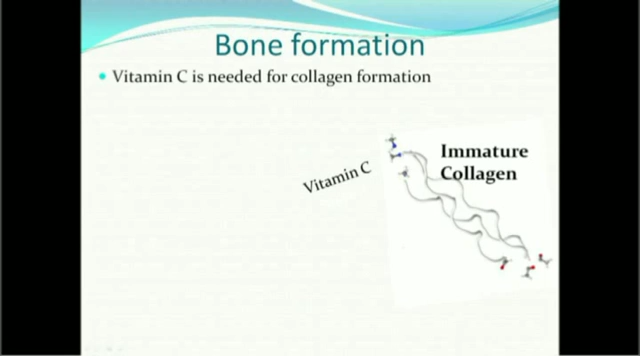 Bone formation
Vitamin C is needed for collagen formation
Vitamin C
Immature
Collagen